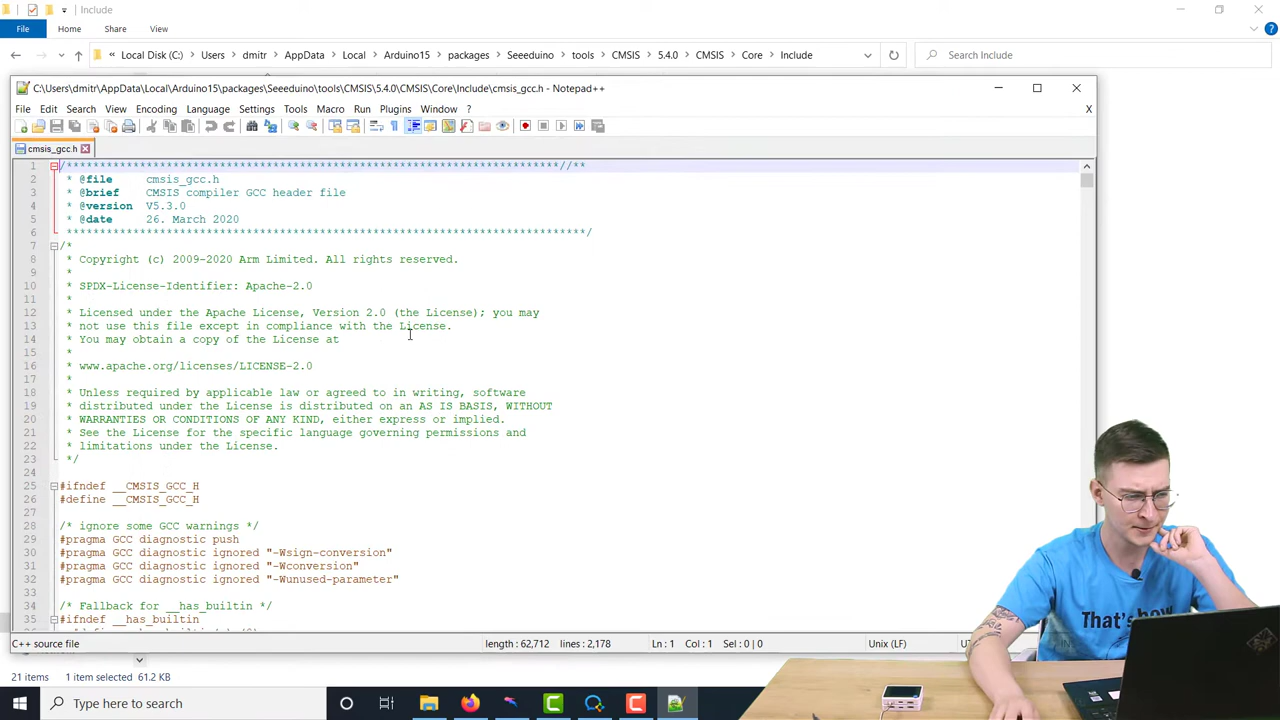 Include
File Home Share View
« Local Disk (C:) > Users > dmitr > AppData > Local > Arduino15 > packages > Seeeduino > tools > CMSIS > 5.4.0 > CMSIS > Core > Include
Search Include
C:\Users\dmitr\AppData\Local\Arduino15\packages\Seeeduino\tools\CMSIS\5.4.0\CMSIS\Core\Include\cmsis_gcc.h - Notepad++
File Edit Search View Encoding Language Settings Tools Macro Run Plugins Window ? X
cmsis_gcc.h
1 /**************************************************************************//**
2 * @file cmsis_gcc.h
3 * @brief CMSIS compiler GCC header file
4 * @version V5.3.0
5 * @date 26. March 2020
6 ******************************************************************************/
7 /*
8 * Copyright (c) 2009-2020 Arm Limited. All rights reserved.
9 *
10 * SPDX-License-Identifier: Apache-2.0
11 *
12 * Licensed under the Apache License, Version 2.0 (the License); you may
13 * not use this file except in compliance with the License.
14 * You may obtain a copy of the License at
15 *
16 * www.apache.org/licenses/LICENSE-2.0
17 *
18 * Unless required by applicable law or agreed to in writing, software
19 * distributed under the License is distributed on an AS IS BASIS, WITHOUT
20 * WARRANTIES OR CONDITIONS OF ANY KIND, either express or implied.
21 * See the License for the specific language governing permissions and
22 * limitations under the License.
23 */
24
25 #ifndef __CMSIS_GCC_H
26 #define __CMSIS_GCC_H
27
28 /* ignore some GCC warnings */
29 #pragma GCC diagnostic push
30 #pragma GCC diagnostic ignored "-Wsign-conversion"
31 #pragma GCC diagnostic ignored "-Wconversion"
32 #pragma GCC diagnostic ignored "-Wunused-parameter"
33
34 /* Fallback for __has_builtin */
35 #ifndef __has_builtin
C++ source file length : 62,712 lines : 2,178 Ln : 1 Col : 1 Sel : 0 | 0 Unix (LF)
21 items 1 item selected 61.2 KB
That's how
Type here to search